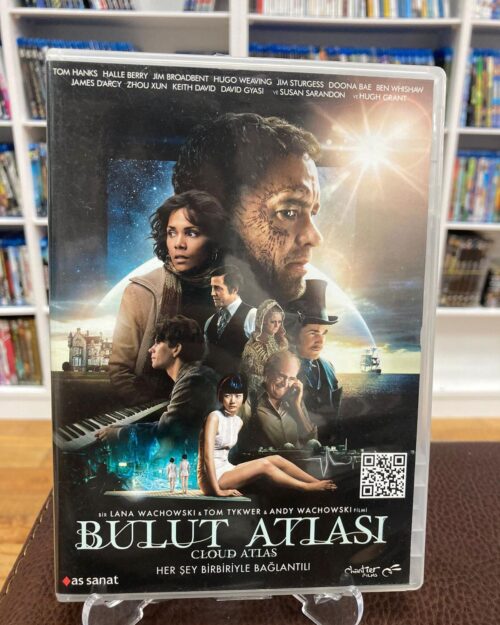 TOM HANKS HALLE BERRY JIM BROADBENT HUGO WEAVING JIM STURGESS DOONA BAE BEN WHISHAW
JAMES D'ARCY ZHOU XUN KEITH DAVID DAVID GYASI ve SUSAN SARANDON ve HUGH GRANT
BİR LANA WACHOWSKI & TOM TYKWER & ANDY WACHOWSKI FİLMİ
BULUT ATLASI
CLOUD ATLAS
HER ŞEY BİRBİRİYLE BAĞLANTILI
as sanat
chantier
FILMS